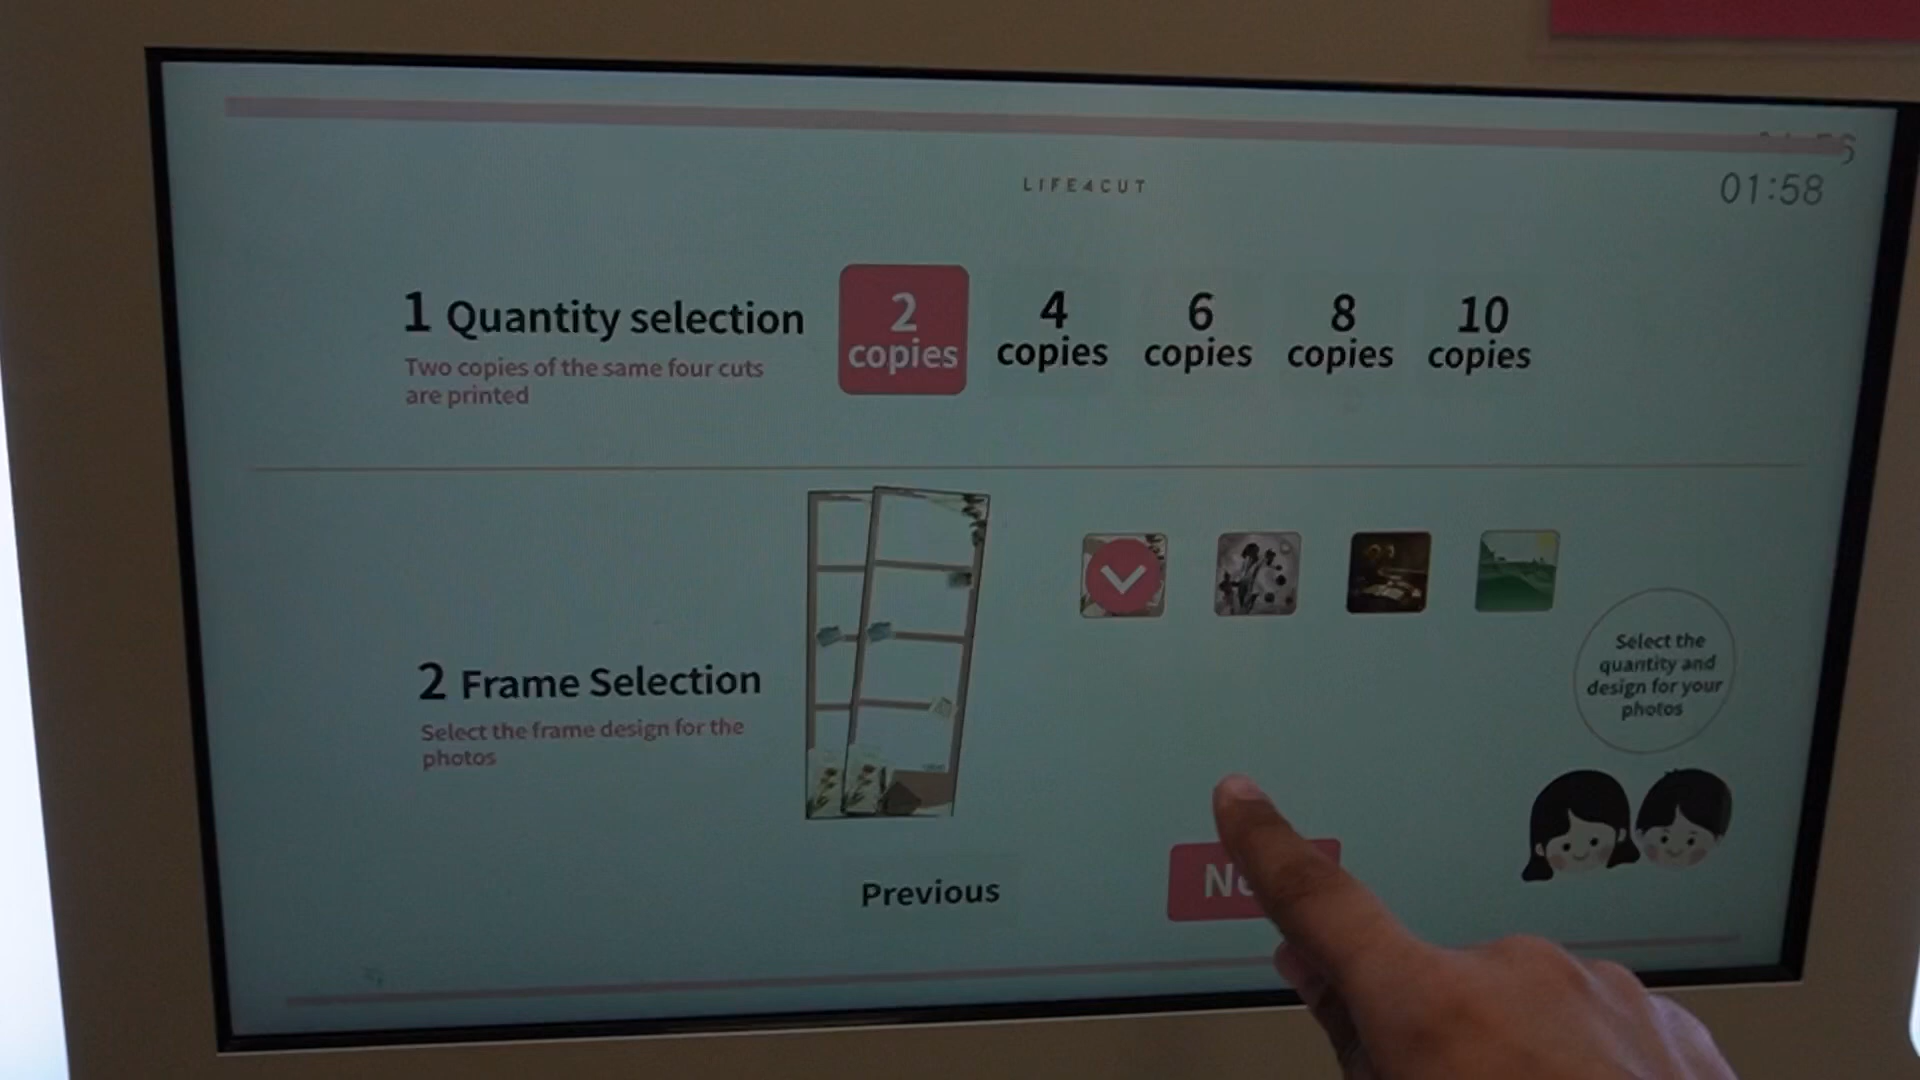 LIFE4CUT
01:58
1 Quantity selection
Two copies of the same four cuts
are printed
2
copies
4
copies
6
copies
8
copies
10
copies
2 Frame Selection
Select the frame design for the
photos
Select the
quantity and
design for your
photos
Previous